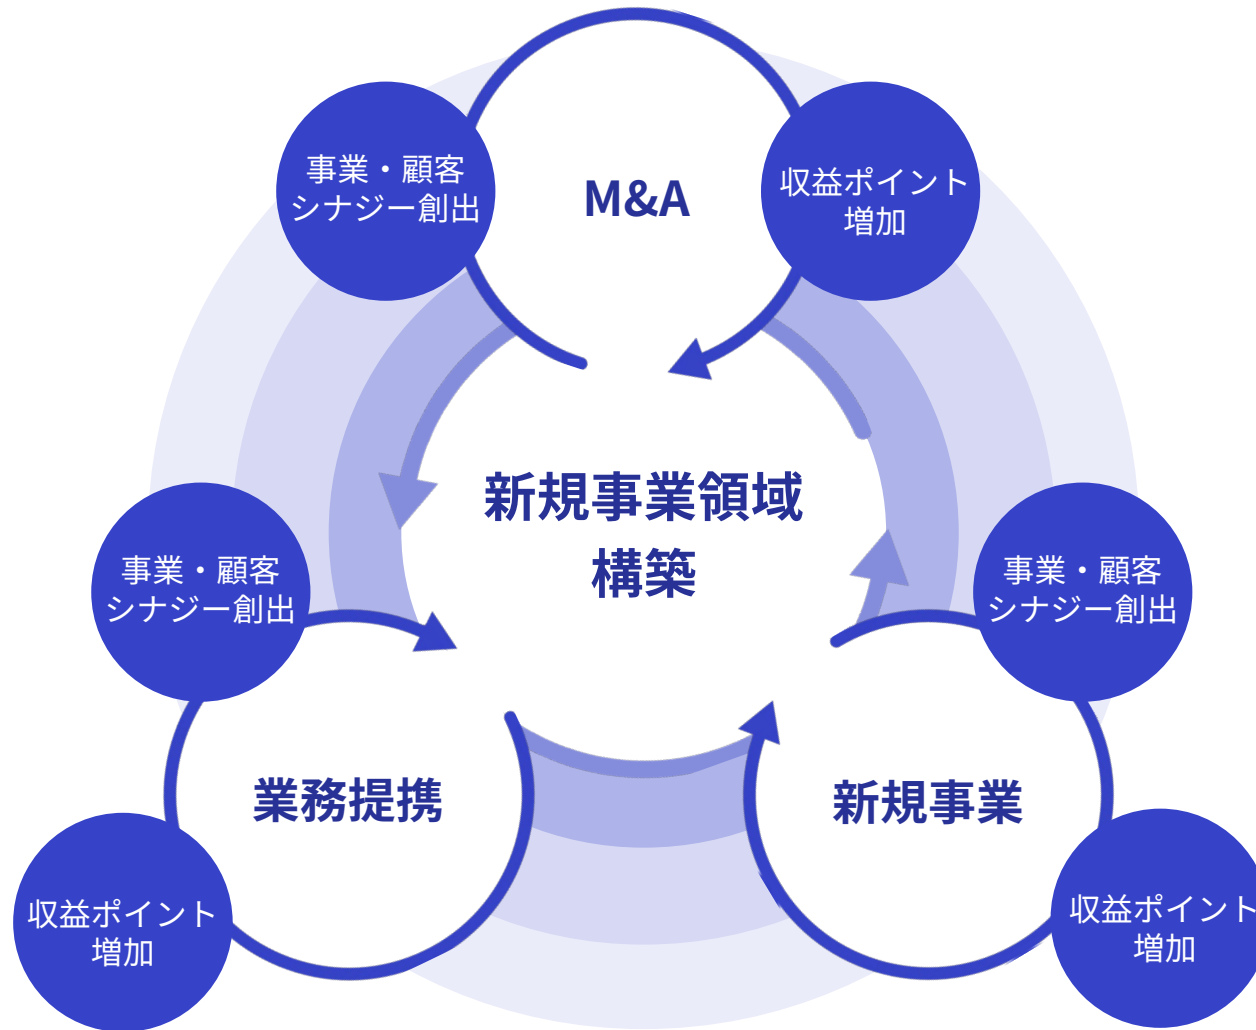 事業・顧客
シナジー創出
M&A
収益ポイント
増加
新規事業領域
構築
事業・顧客
シナジー創出
事業・顧客
シナジー創出
業務提携
新規事業
収益ポイント
増加
収益ポイント
増加